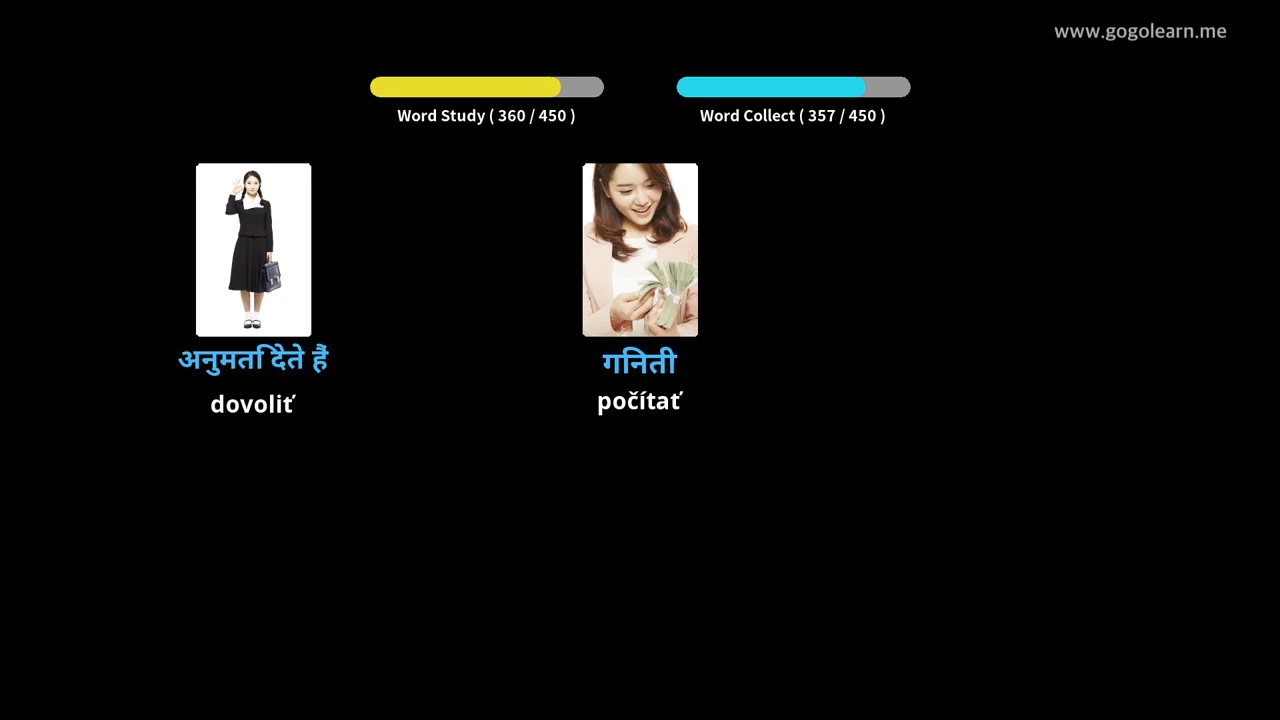 www.gogolearn.me
Word Study ( 360 / 450 )
Word Collect ( 357 / 450 )
अनुमति देते हैं
गिनती
dovoliť
počítať